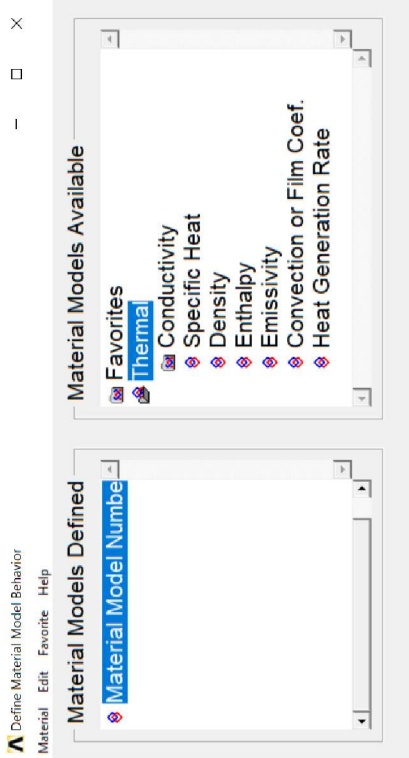 Define Material Model Behavior
Material Edit Favorite Help
Material Models Defined
Material Model Numbe
Material Models Available
Favorites
Thermal
Conductivity
Specific Heat
Density
Enthalpy
Emissivity
Convection or Film Coef.
Heat Generation Rate